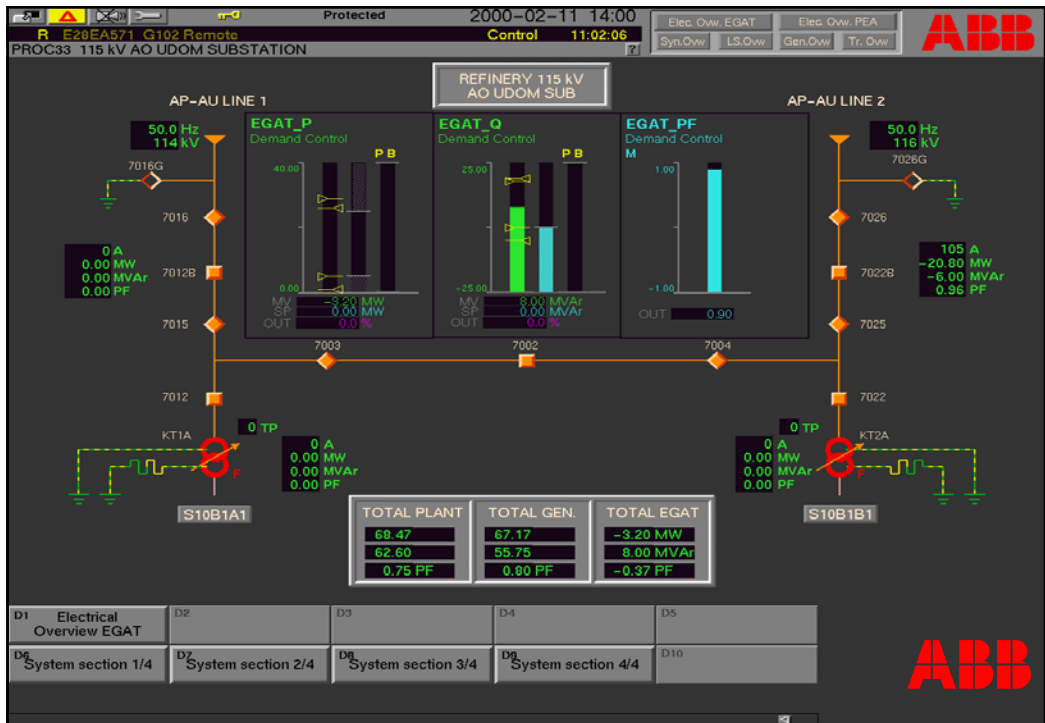 Protected
2000-02-11 14:00
Elec. Ovw. EGAT
Elec. Ovw. PEA
ABB
R E28EA571 G102 Remote
Control 11:02:06
Syn.Ovw
LS.Ovw
Gen.Ovw
Tr. Ovw
PROC33 115 kV AO UDOM SUBSTATION
?
REFINERY 115 kV
AO UDOM SUB
AP-AU LINE 1
AP-AU LINE 2
50.0 Hz
114 kV
EGAT_P
Demand Control
P B
40.00
0.00
MV -3.20 MW
SP 0.00 MW
OUT 0.0 %
EGAT_Q
Demand Control
P B
25.00
-25.00
MV 8.00 MVAr
SP 0.00 MVAr
OUT 0.0 %
EGAT_PF
Demand Control
M
1.00
-1.00
OUT 0.90
50.0 Hz
116 kV
7016G
7026G
7016
7026
0 A
0.00 MW
0.00 MVAr
0.00 PF
7012B
7022B
105 A
-20.80 MW
-6.00 MVAr
0.96 PF
7015
7025
7003
7002
7004
7012
7022
KT1A
0 TP
F
0 A
0.00 MW
0.00 MVAr
0.00 PF
0 TP
KT2A
F
0 A
0.00 MW
0.00 MVAr
0.00 PF
S10B1A1
S10B1B1
TOTAL PLANT
68.47
62.60
0.75 PF
TOTAL GEN.
67.17
55.75
0.80 PF
TOTAL EGAT
-3.20 MW
8.00 MVAr
-0.37 PF
D1 Electrical
Overview EGAT
D2
D3
D4
D5
D6 System section 1/4
D7 System section 2/4
D8 System section 3/4
D9 System section 4/4
D10
ABB